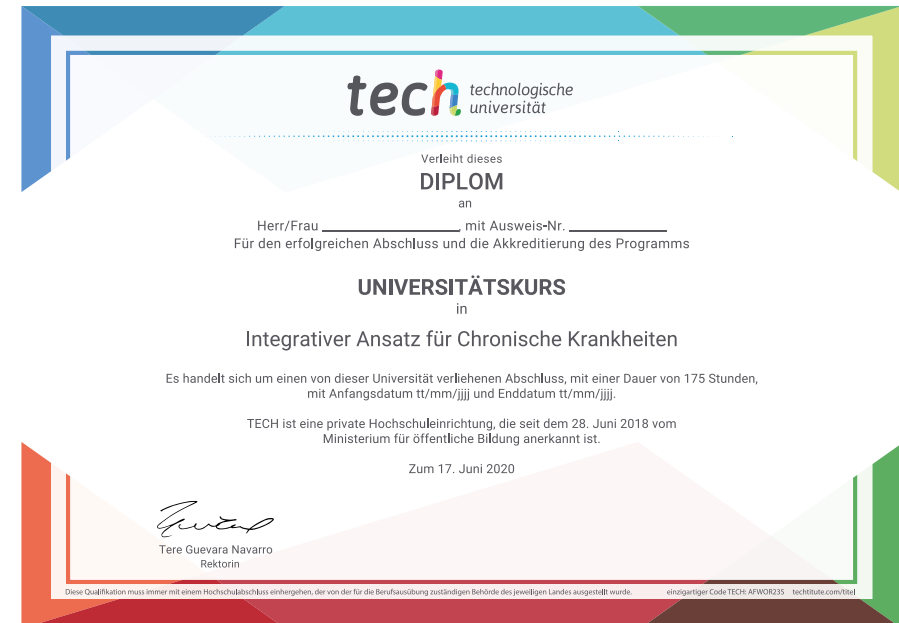 tech technologische
universität
Verleiht dieses
DIPLOM
an
Herr/Frau ____________________, mit Ausweis-Nr. ______________
Für den erfolgreichen Abschluss und die Akkreditierung des Programms
UNIVERSITÄTSKURS
in
Integrativer Ansatz für Chronische Krankheiten
Es handelt sich um einen von dieser Universität verliehenen Abschluss, mit einer Dauer von 175 Stunden,
mit Anfangsdatum tt/mm/jjjj und Enddatum tt/mm/jjjj.
TECH ist eine private Hochschuleinrichtung, die seit dem 28. Juni 2018 vom
Ministerium für öffentliche Bildung anerkannt ist.
Zum 17. Juni 2020
Tere Guevara Navarro
Rektorin
Diese Qualifikation muss immer mit einem Hochschulabschluss einhergehen, der von der für die Berufsausübung zuständigen Behörde des jeweiligen Landes ausgestellt wurde. einzigartiger Code TECH: AFWOR23S techtitute.com/titel